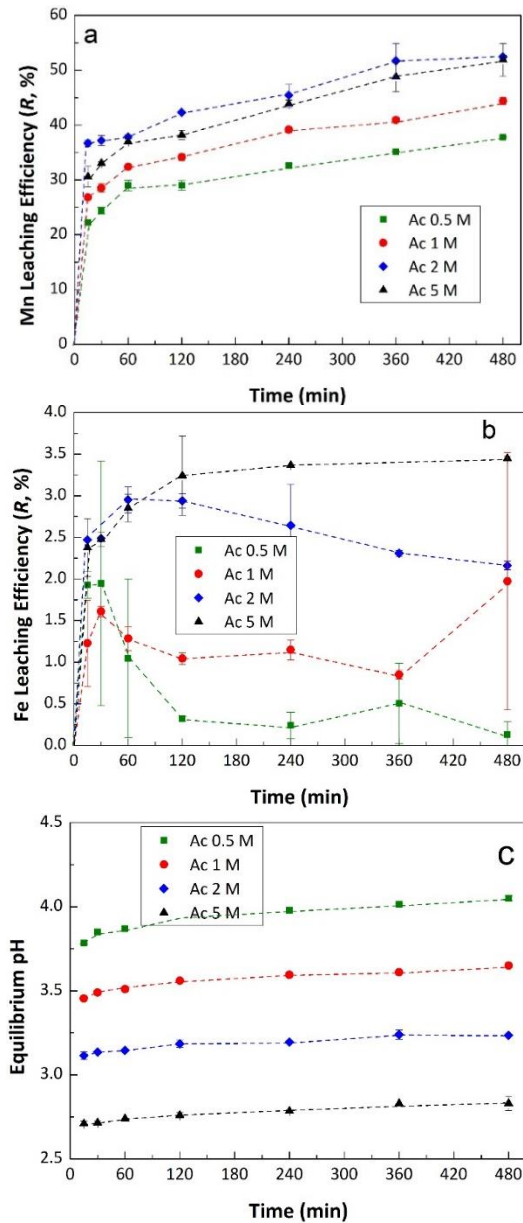 a
60
50
40
30
20
10
0
Mn Leaching Efficiency (R, %)
Ac 0.5 M
Ac 1 M
Ac 2 M
Ac 5 M
0 60 120 180 240 300 360 420 480
Time (min)
b
4.0
3.5
3.0
2.5
2.0
1.5
1.0
0.5
0.0
Fe Leaching Efficiency (R, %)
Ac 0.5 M
Ac 1 M
Ac 2 M
Ac 5 M
0 60 120 180 240 300 360 420 480
Time (min)
C
4.5
4.0
3.5
3.0
2.5
Equilibrium pH
Ac 0.5 M
Ac 1 M
Ac 2 M
Ac 5 M
0 60 120 180 240 300 360 420 480
Time (min)